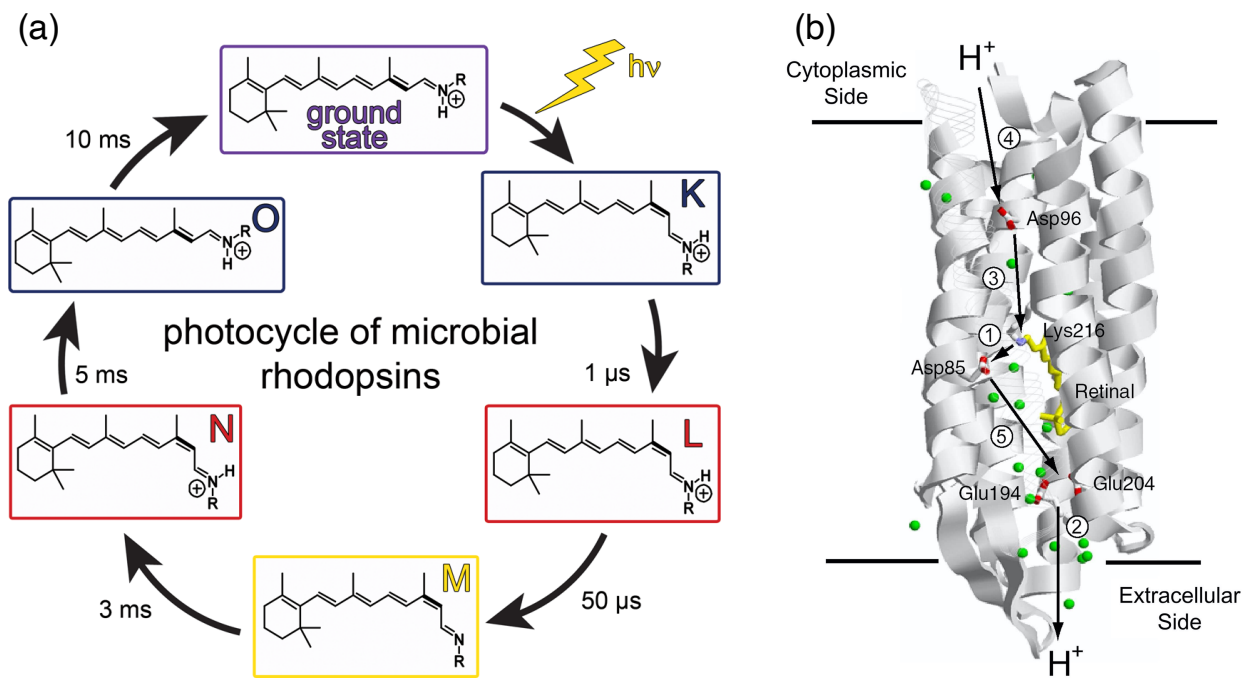 (a)
hν
ground
state
R
N
H
+
10 ms
K
H
N
+
R
O
R
N
H
+
photocycle of microbial
rhodopsins
1 µs
5 ms
N
H
N
+
R
L
H
N
+
R
3 ms
M
N
R
50 µs
(b)
H+
Cytoplasmic
Side
4
Asp96
3
1
Lys216
Asp85
Retinal
5
Glu194
Glu204
2
Extracellular
Side
H+